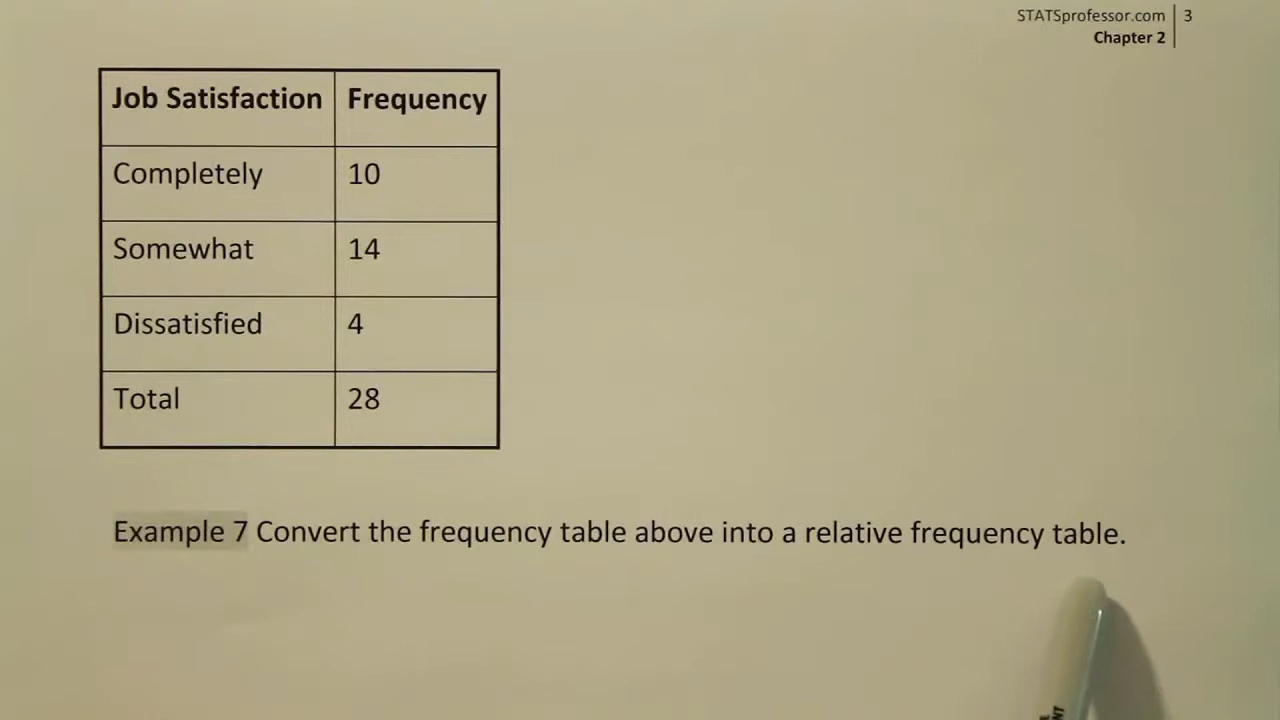 STATSprofessor.com 3
Chapter 2
Job Satisfaction Frequency
Completely 10
Somewhat 14
Dissatisfied 4
Total 28
Example 7 Convert the frequency table above into a relative frequency table.